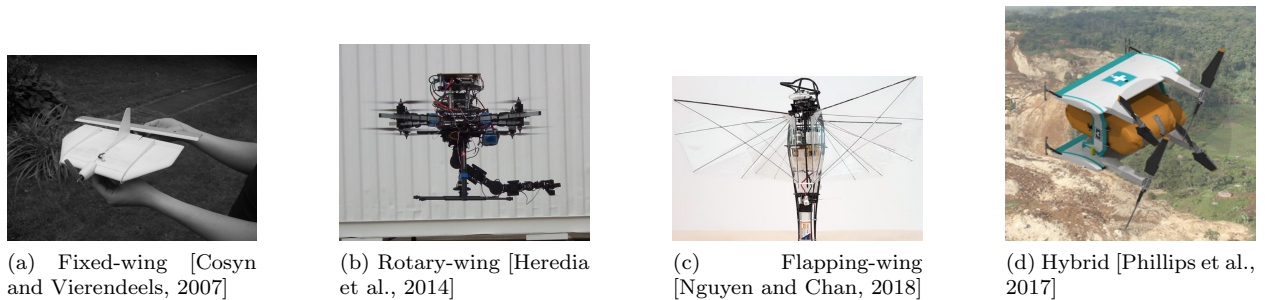 (a) Fixed-wing [Cosyn
and Vierendeels, 2007]
(b) Rotary-wing [Heredia
et al., 2014]
(c) Flapping-wing
[Nguyen and Chan, 2018]
(d) Hybrid [Phillips et al.,
2017]